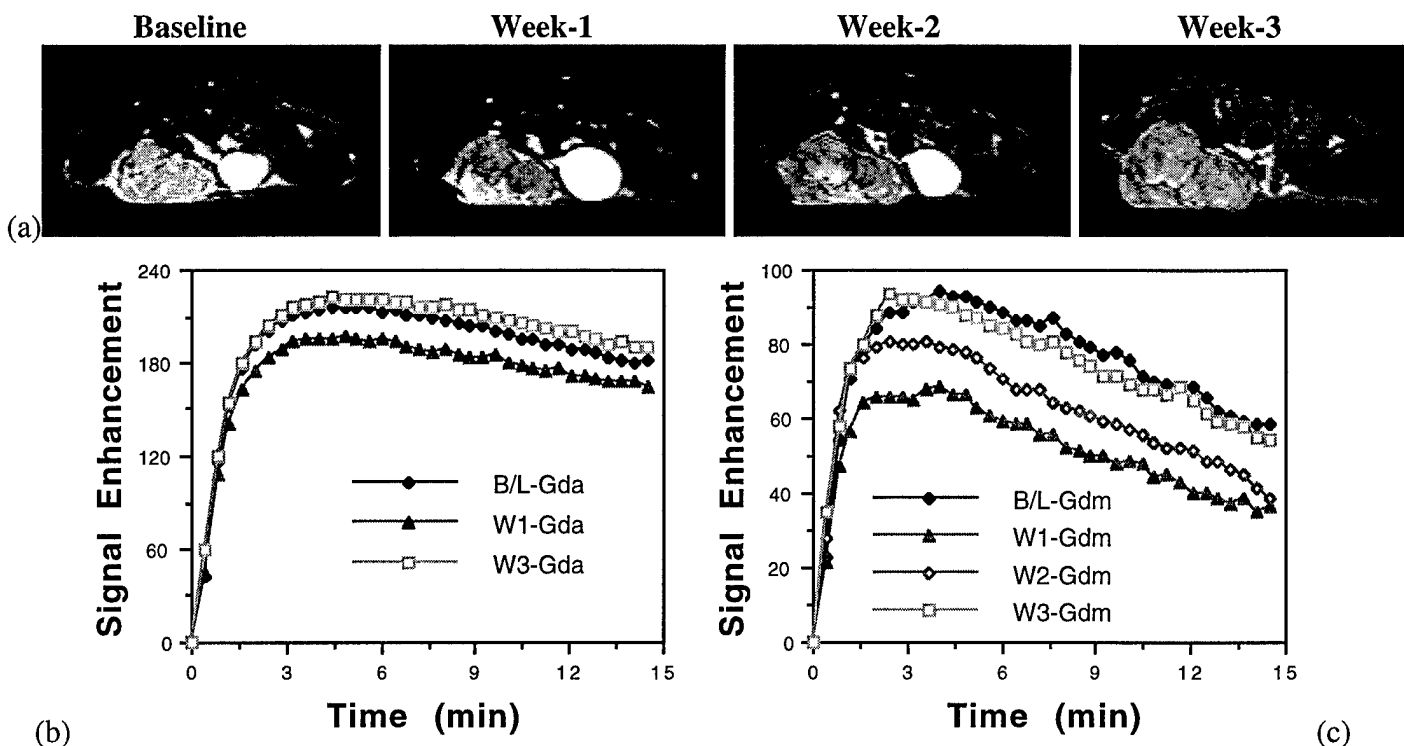 Baseline Week-1 Week-2 Week-3
(a)
Signal Enhancement
240
180
120
60
0
B/L-Gda
W1-Gda
W3-Gda
0 3 6 9 12 15
Time (min)
(b)
Signal Enhancement
100
80
60
40
20
0
B/L-Gdm
W1-Gdm
W2-Gdm
W3-Gdm
0 3 6 9 12 15
Time (min)
(c)